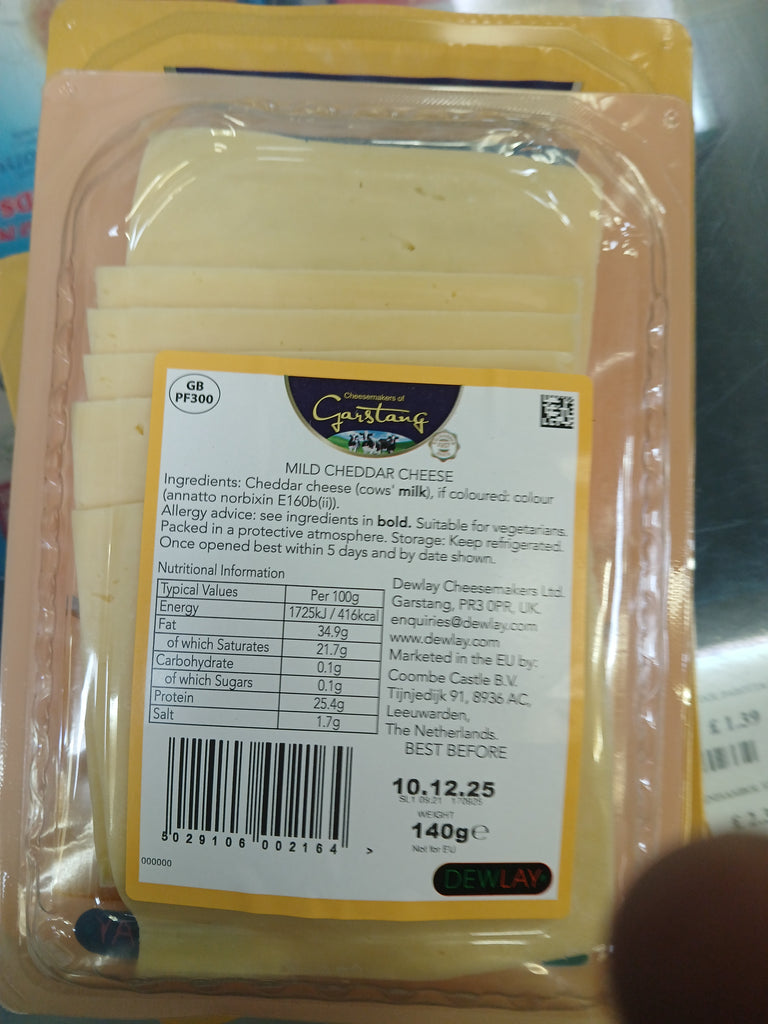 GB
PF300
Cheesemakers of
Garstang
MILD CHEDDAR CHEESE
Ingredients: Cheddar cheese (cows' milk), if coloured: colour
(annatto norbixin E160b(ii)).
Allergy advice: see ingredients in bold. Suitable for vegetarians.
Packed in a protective atmosphere. Storage: Keep refrigerated.
Once opened best within 5 days and by date shown.
Nutritional Information
Typical Values Per 100g
Energy 1725kJ / 416kcal
Fat 34.9g
of which Saturates 21.7g
Carbohydrate 0.1g
of which Sugars 0.1g
Protein 25.4g
Salt 1.7g
Dewlay Cheesemakers Ltd.
Garstang, PR3 0PR, UK.
enquiries@dewlay.com
www.dewlay.com
Marketed in the EU by:
Coombe Castle B.V.
Tijnjedijk 91, 8936 AC,
Leeuwarden,
The Netherlands.
BEST BEFORE
10.12.25
WEIGHT
140g℮
Not for EU
5 029106 002164 >
000000
DEWLAY
£1.39